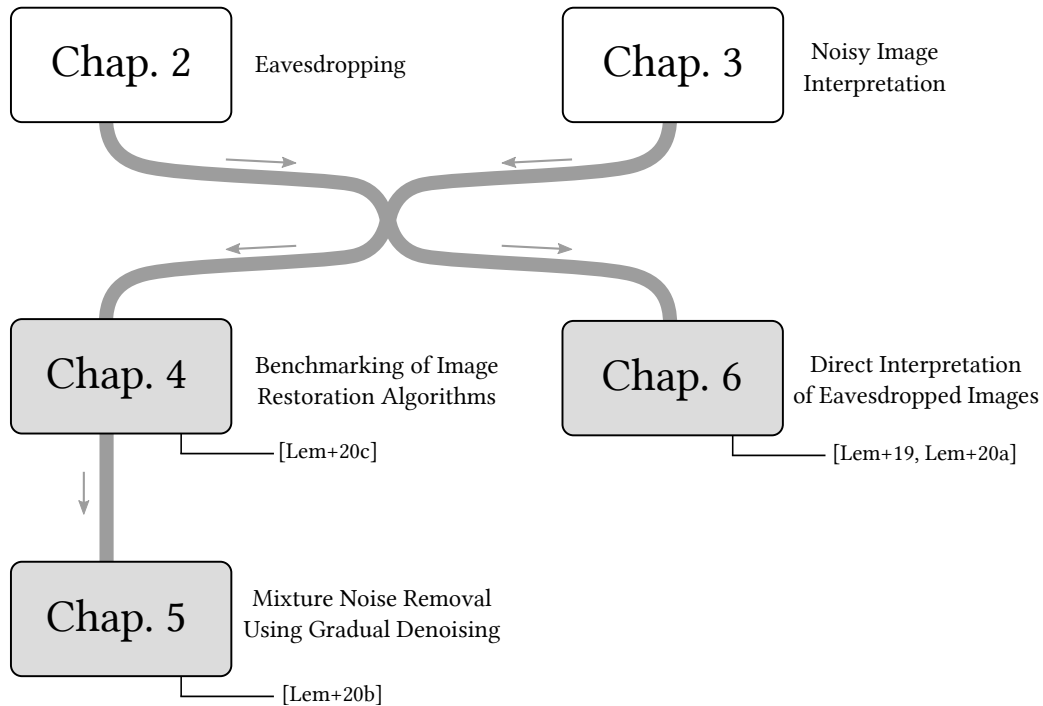 Chap. 2
Eavesdropping
Chap. 3
Noisy Image
Interpretation
Chap. 4
Benchmarking of Image
Restoration Algorithms
[Lem+20c]
Chap. 6
Direct Interpretation
of Eavesdropped Images
[Lem+19, Lem+20a]
Chap. 5
Mixture Noise Removal
Using Gradual Denoising
[Lem+20b]